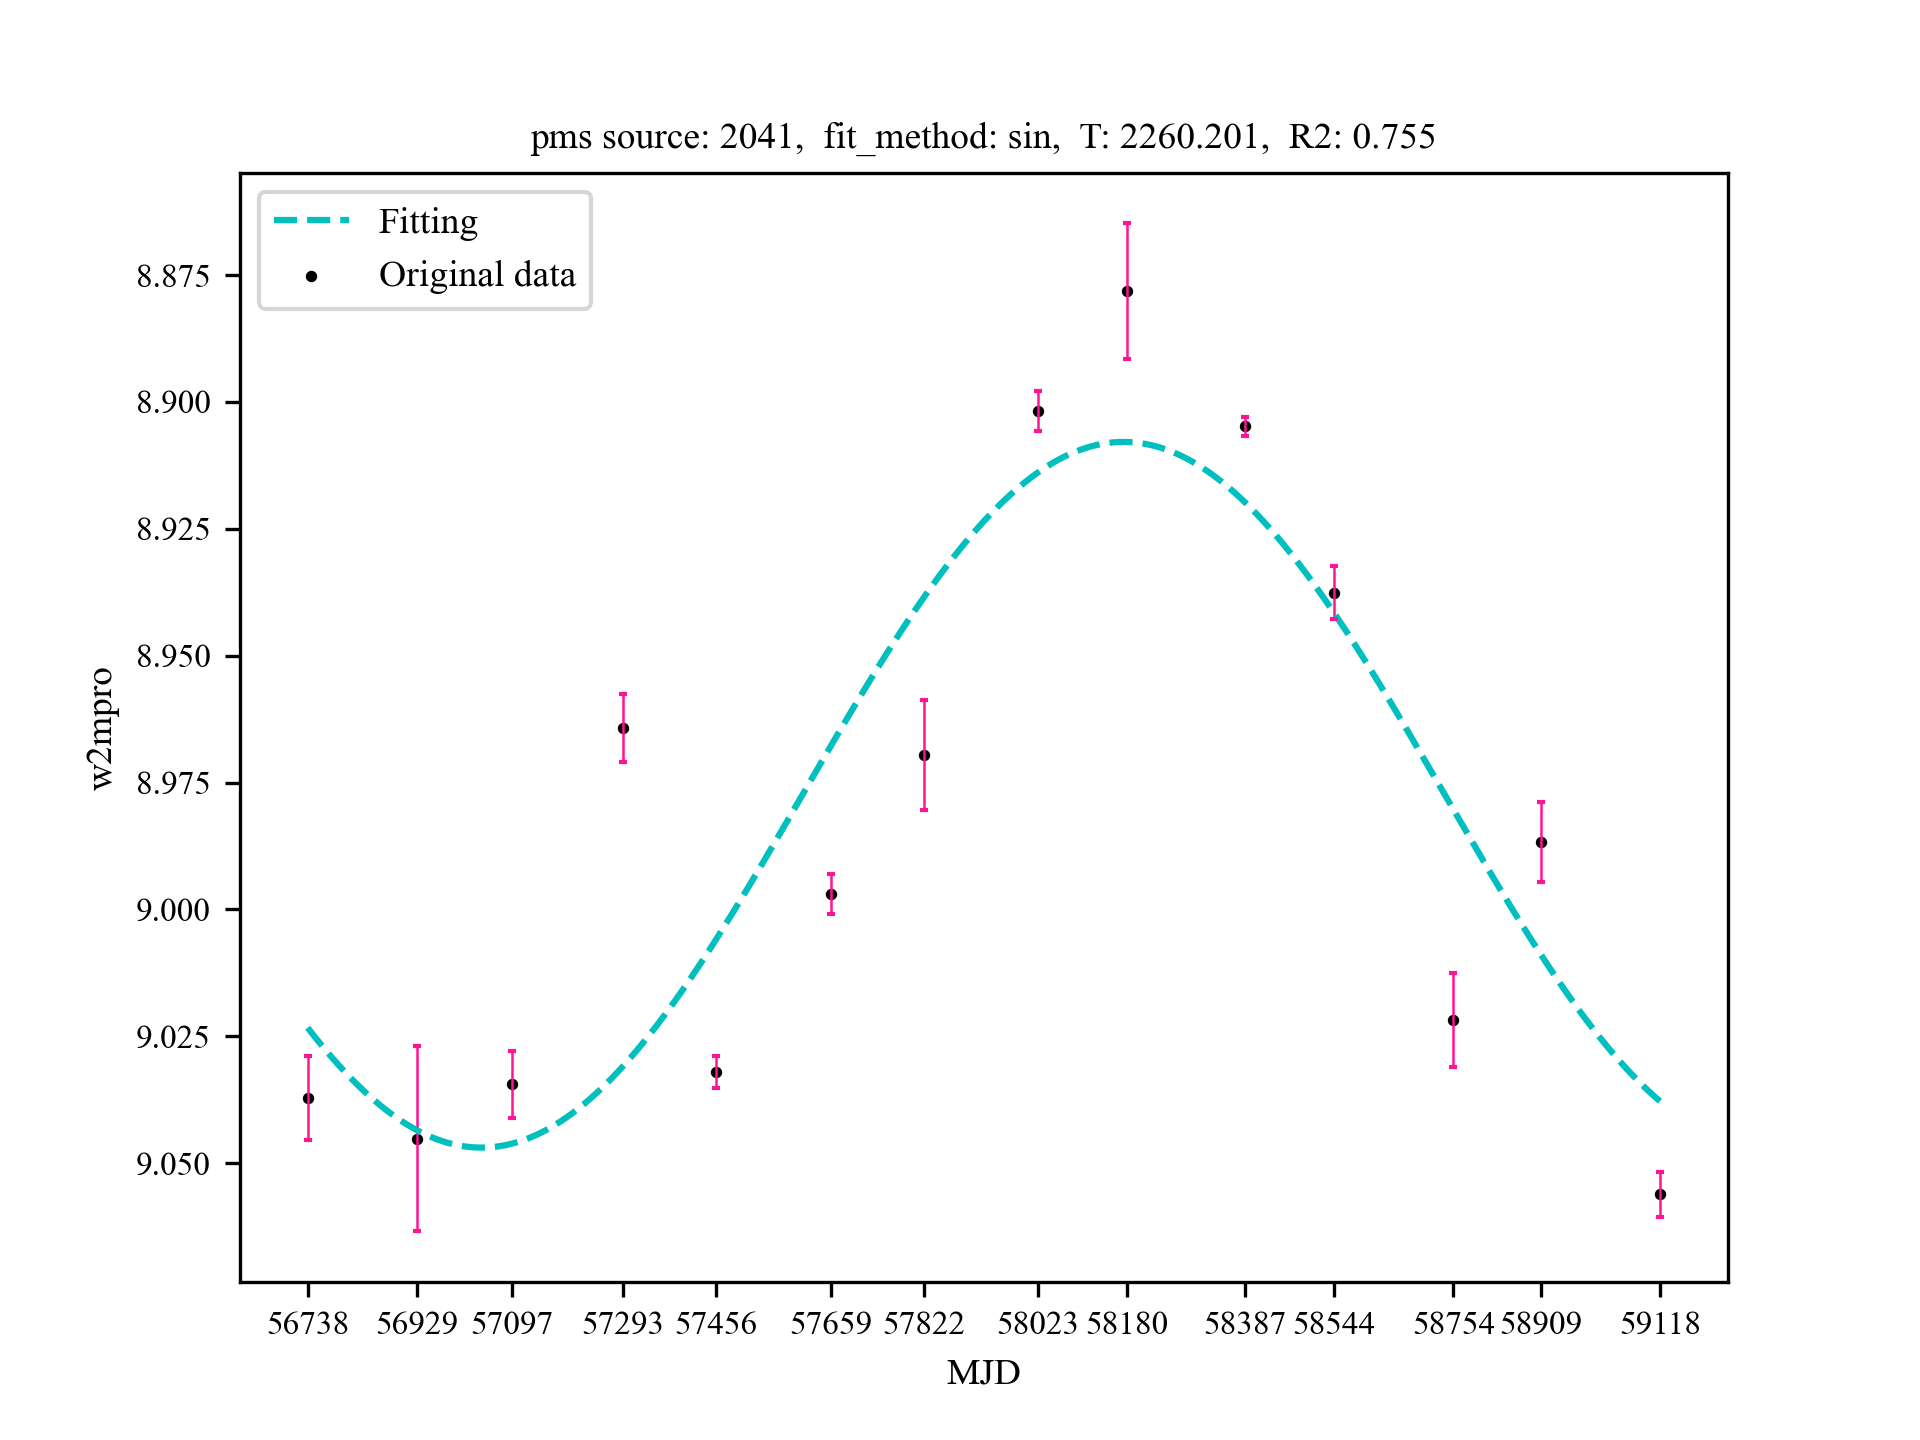 pms source: 2041,  fit_method: sin,  T: 2260.201,  R2: 0.755
Fitting
Original data
8.875
8.900
8.925
8.950
8.975
9.000
9.025
9.050
w2mpro
56738 56929 57097 57293 57456 57659 57822 58023 58180 58387 58544 58754 58909 59118
MJD